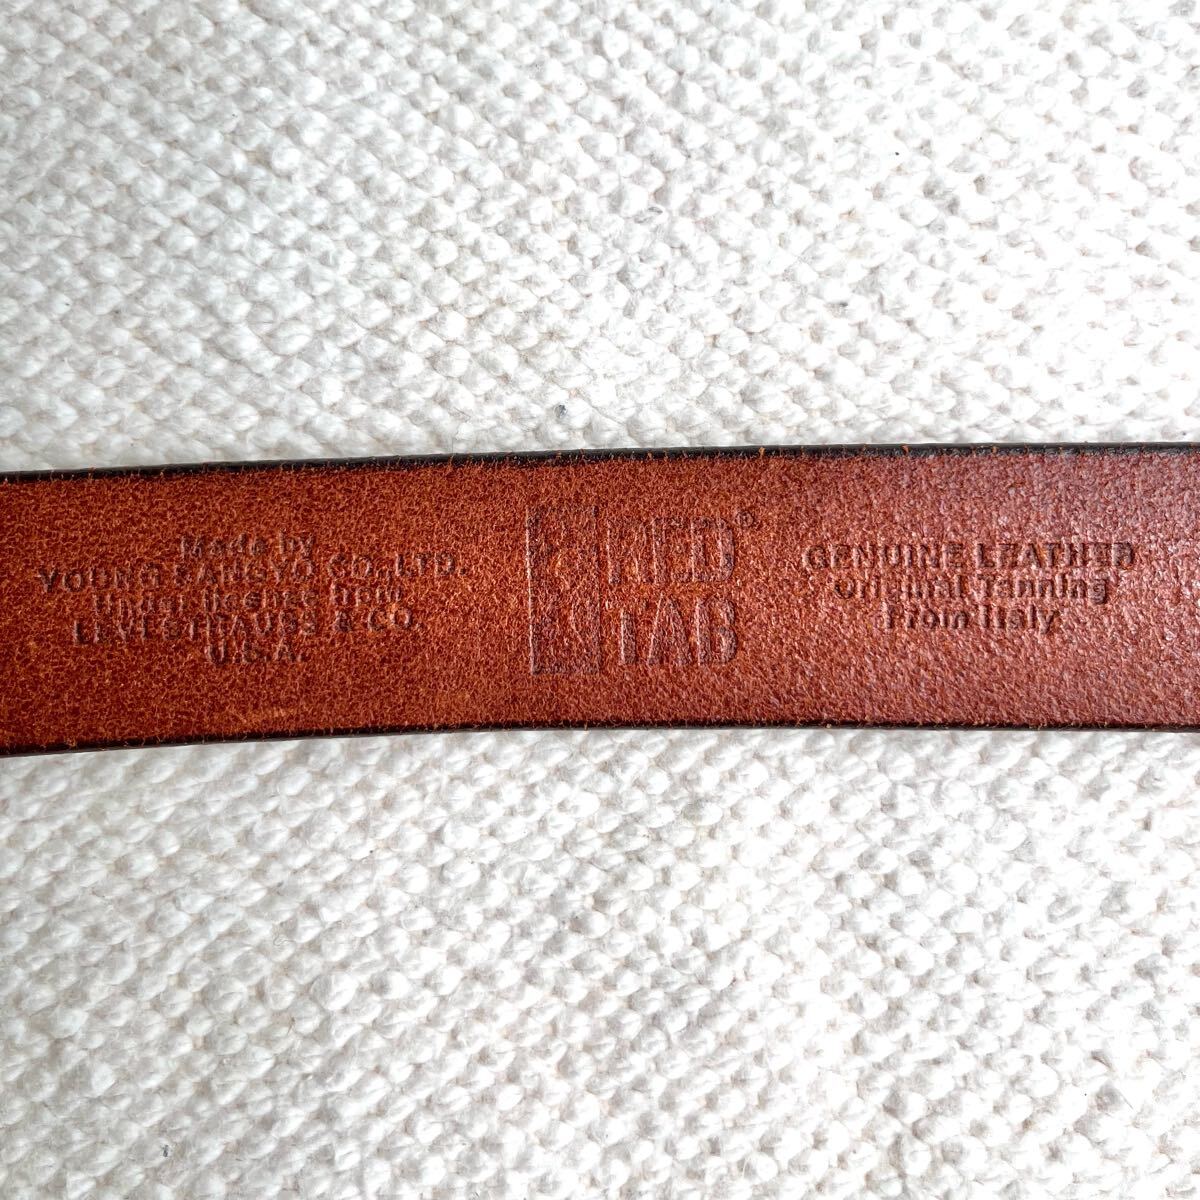 Made by
YOUNG SANGYO CO., LTD.
Under license from
LEVI STRAUSS & CO.
U.S.A.
RED®
TAB
GENUINE LEATHER
Original Tanning
From Italy